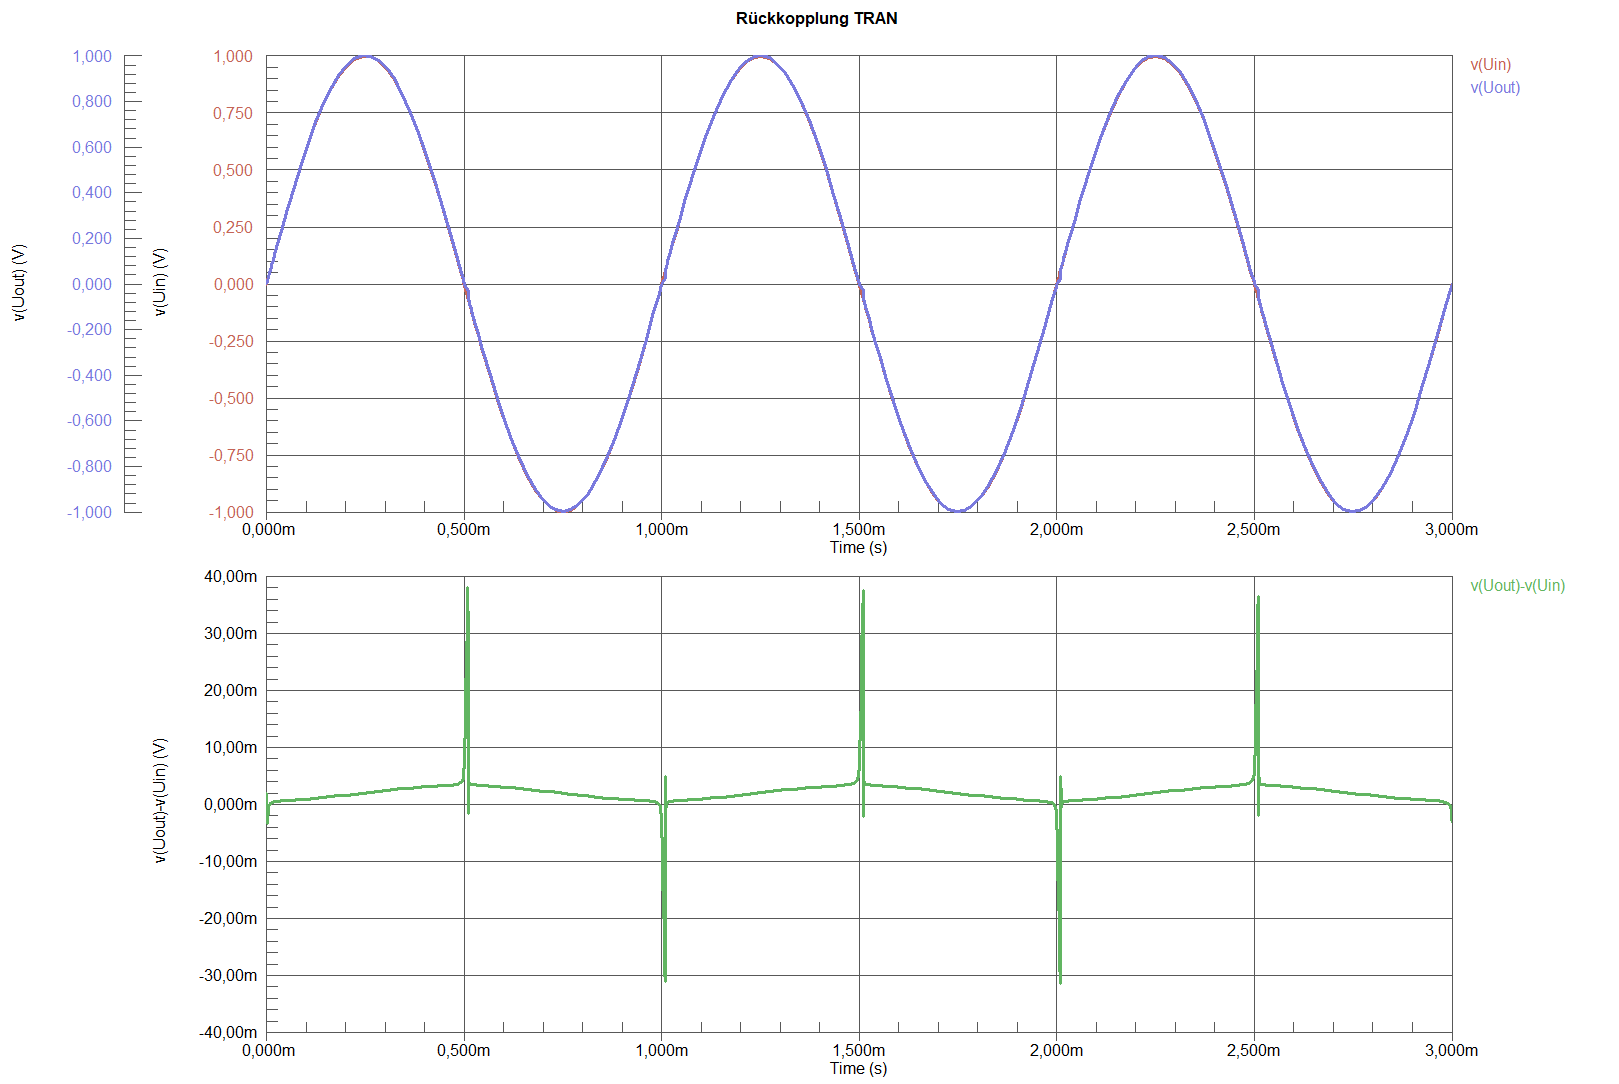 Rückkopplung TRAN
1,000
0,800
0,600
0,400
0,200
0,000
-0,200
-0,400
-0,600
-0,800
-1,000
v(Uout) (V)
1,000
0,750
0,500
0,250
0,000
-0,250
-0,500
-0,750
-1,000
v(Uin) (V)
v(Uin)
v(Uout)
0,000m 0,500m 1,000m 1,500m 2,000m 2,500m 3,000m
Time (s)
40,00m
30,00m
20,00m
10,00m
0,000m
-10,00m
-20,00m
-30,00m
-40,00m
v(Uout)-v(Uin) (V)
v(Uout)-v(Uin)
0,000m 0,500m 1,000m 1,500m 2,000m 2,500m 3,000m
Time (s)